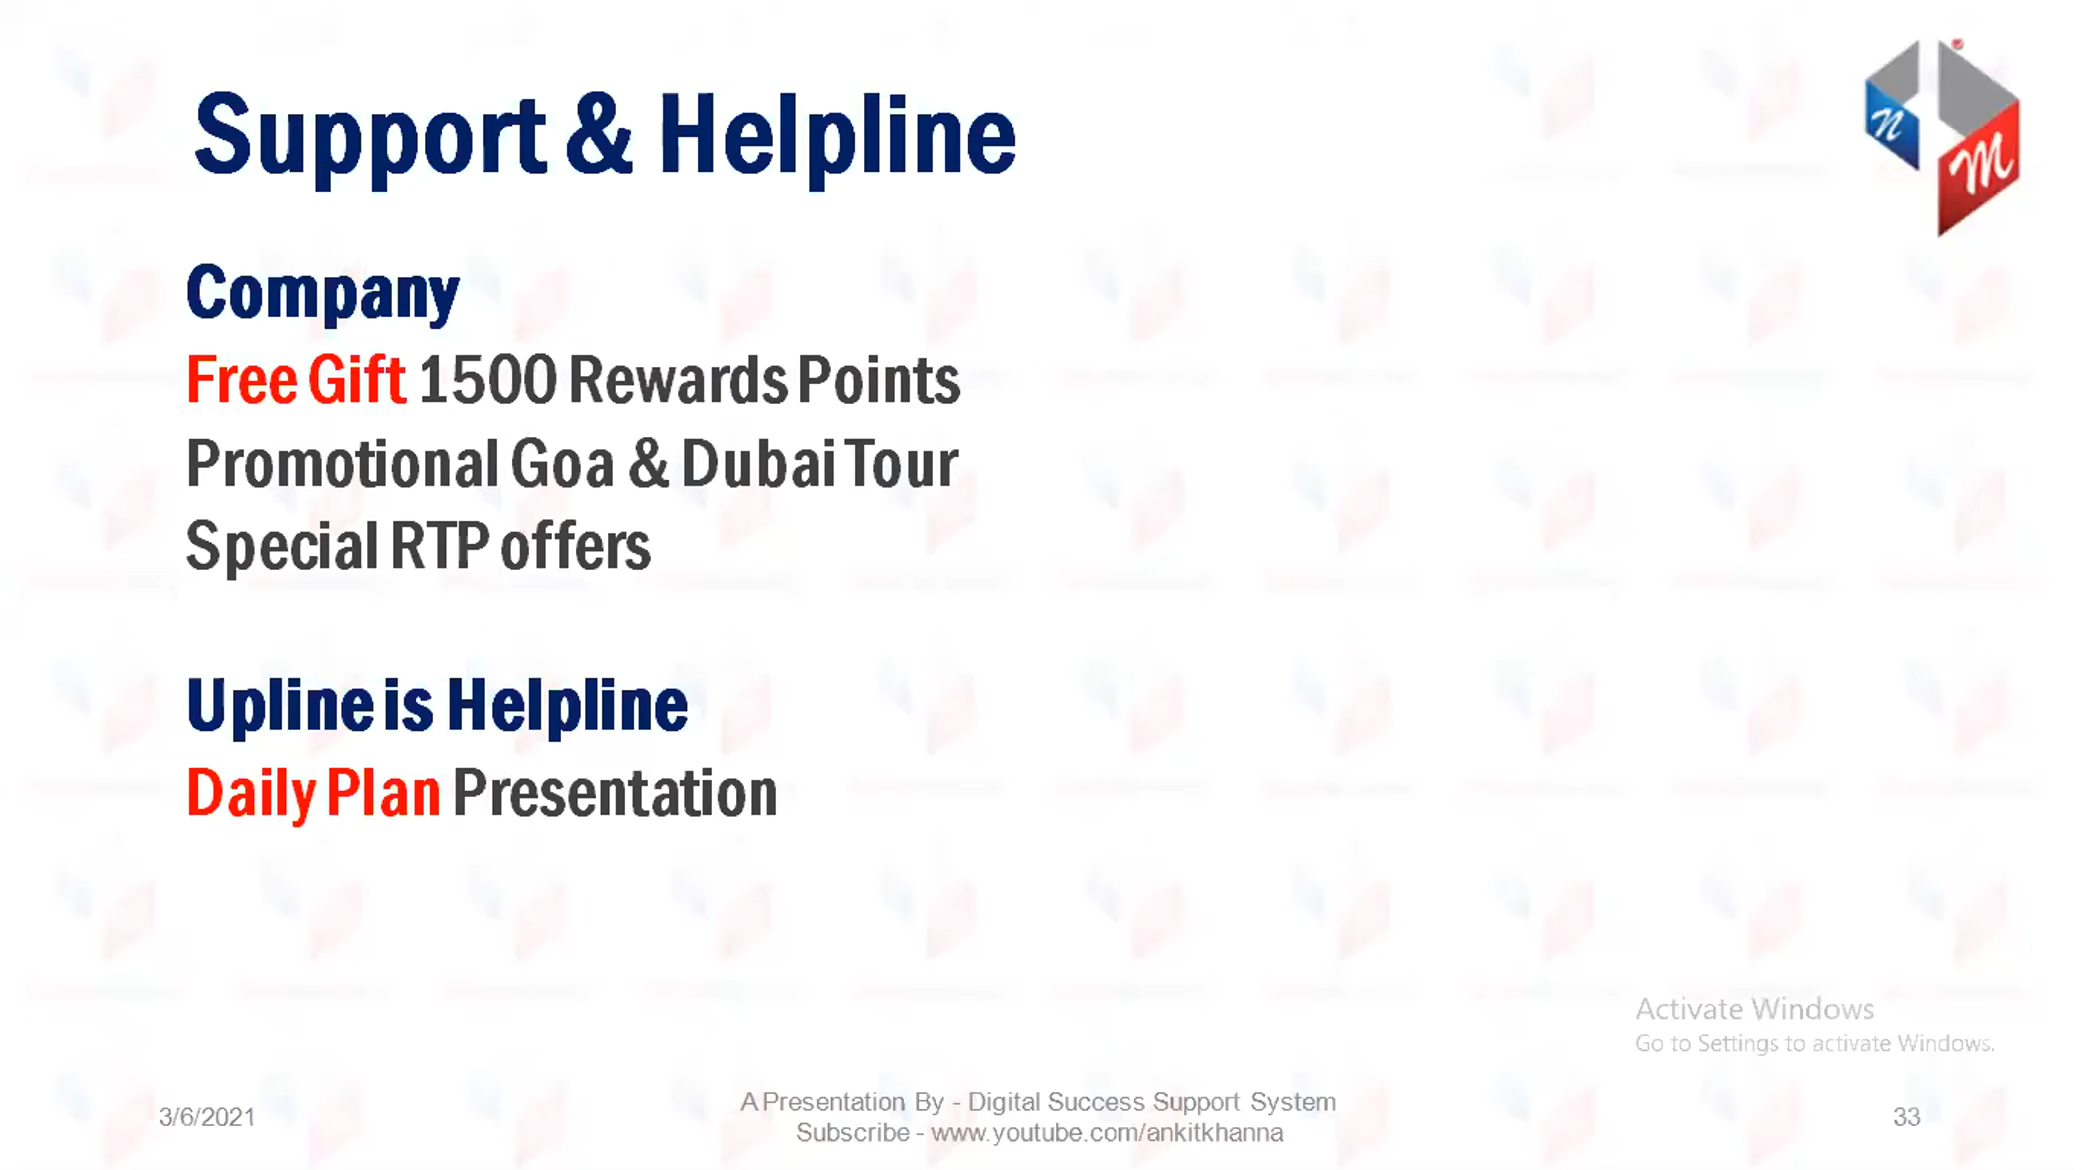 Support & Helpline
n
M
Company
Free Gift 1500 Rewards Points
Promotional Goa & Dubai Tour
Special RTP offers
Upline is Helpline
Daily Plan Presentation
Activate Windows
Go to Settings to activate Windows.
3/6/2021
A Presentation By - Digital Success Support System
Subscribe - www.youtube.com/ankitkhanna
33